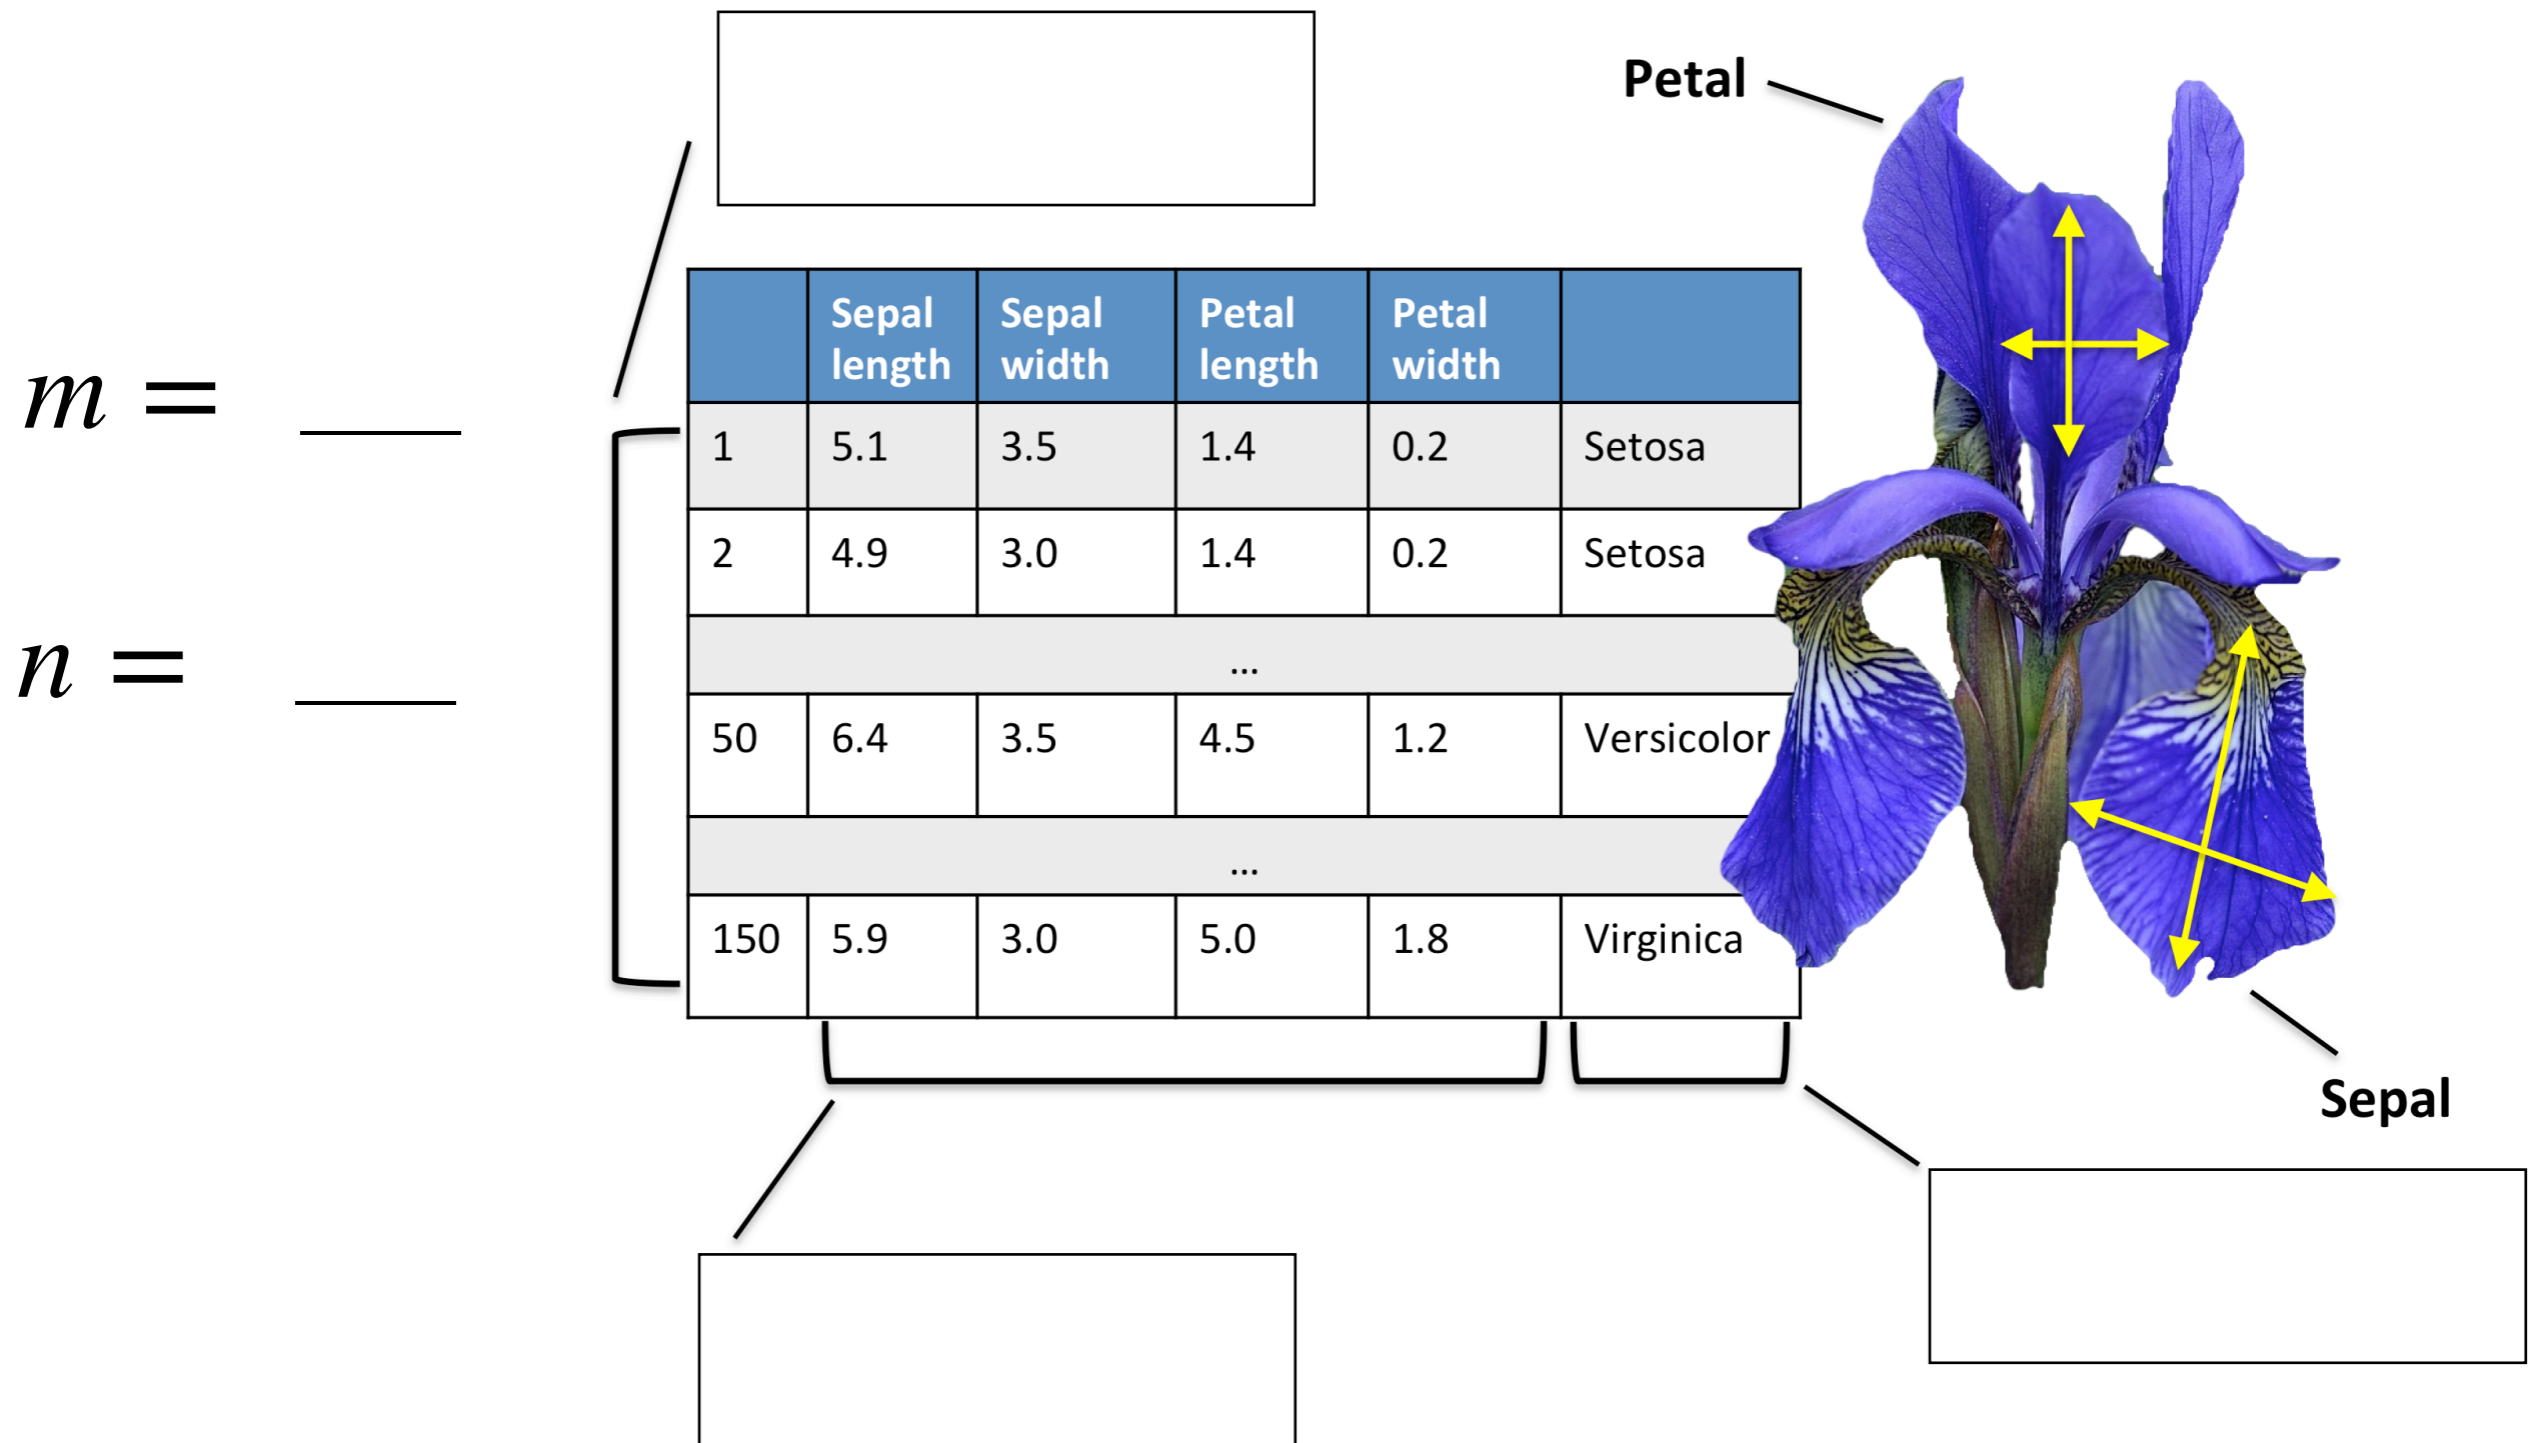 Petal
m = ___
n = ___
Sepal length Sepal width Petal length Petal width
1 5.1 3.5 1.4 0.2 Setosa
2 4.9 3.0 1.4 0.2 Setosa
...
50 6.4 3.5 4.5 1.2 Versicolor
...
150 5.9 3.0 5.0 1.8 Virginica
Sepal